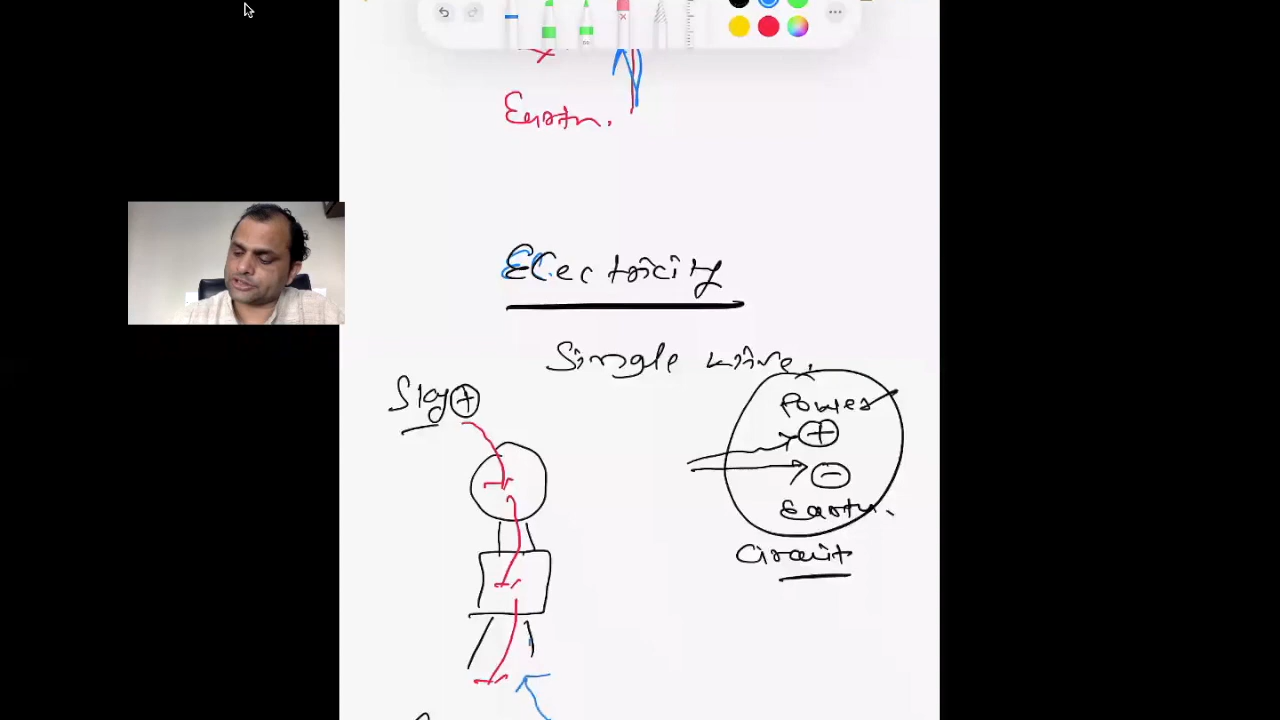 Earth.
Electricity
Single wire.
Sky +
Power
+
-
Earth.
Circuit